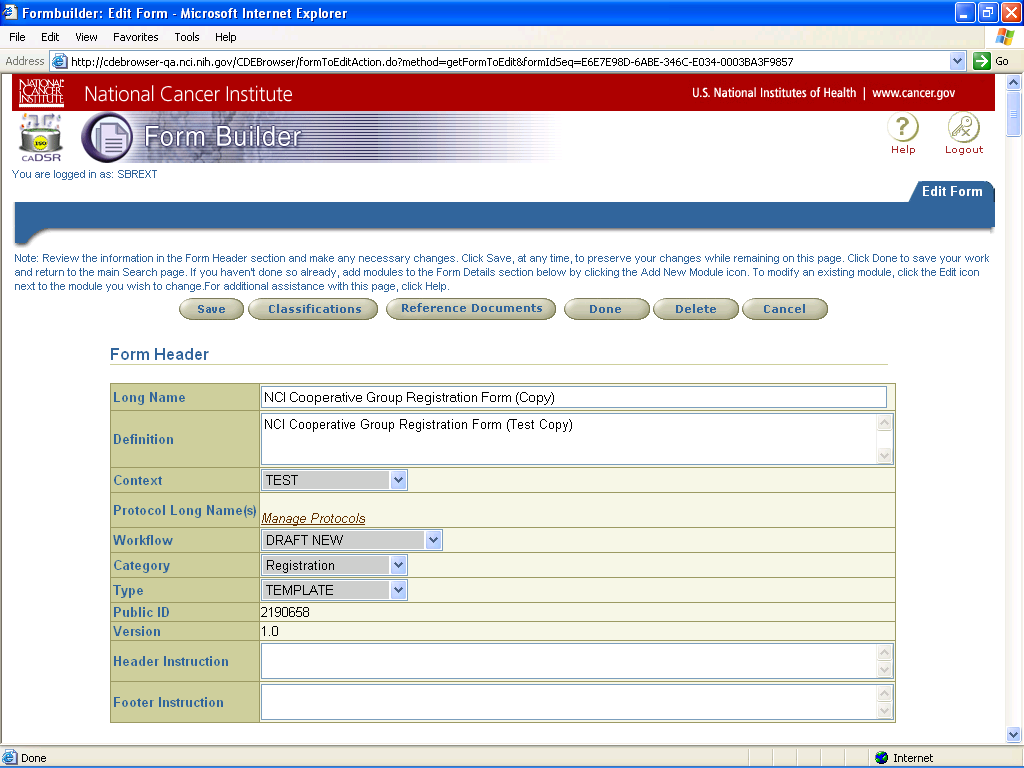 Formbuilder: Edit Form - Microsoft Internet Explorer
File Edit View Favorites Tools Help
Address http://cdebrowser-qa.nci.nih.gov/CDEBrowser/formToEditAction.do?method=getFormToEdit&formIdSeq=E6E7E98D-6ABE-346C-E034-0003BA3F9857 Go
NATIONAL CANCER INSTITUTE National Cancer Institute U.S. National Institutes of Health | www.cancer.gov
ISO caDSR Form Builder Help Logout
You are logged in as: SBREXT
Edit Form
Note: Review the information in the Form Header section and make any necessary changes. Click Save, at any time, to preserve your changes while remaining on this page. Click Done to save your work
and return to the main Search page. If you haven't done so already, add modules to the Form Details section below by clicking the Add New Module icon. To modify an existing module, click the Edit icon
next to the module you wish to change.For additional assistance with this page, click Help.
Save Classifications Reference Documents Done Delete Cancel
Form Header
Long Name NCI Cooperative Group Registration Form (Copy)
Definition NCI Cooperative Group Registration Form (Test Copy)
Context TEST
Protocol Long Name(s) Manage Protocols
Workflow DRAFT NEW
Category Registration
Type TEMPLATE
Public ID 2190658
Version 1.0
Header Instruction
Footer Instruction
Done Internet